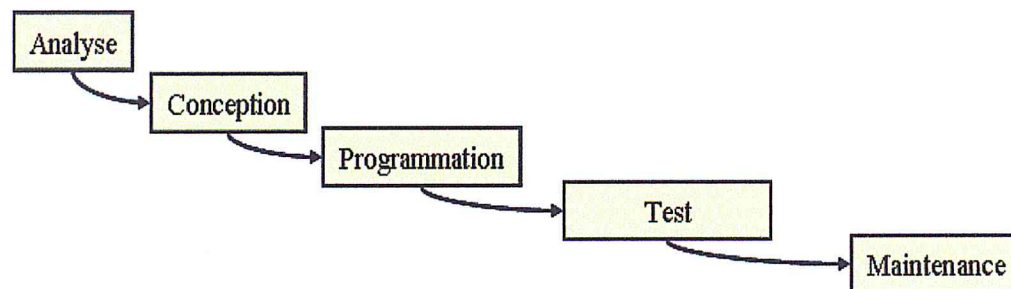 Analyse
Conception
Programmation
Test
Maintenance